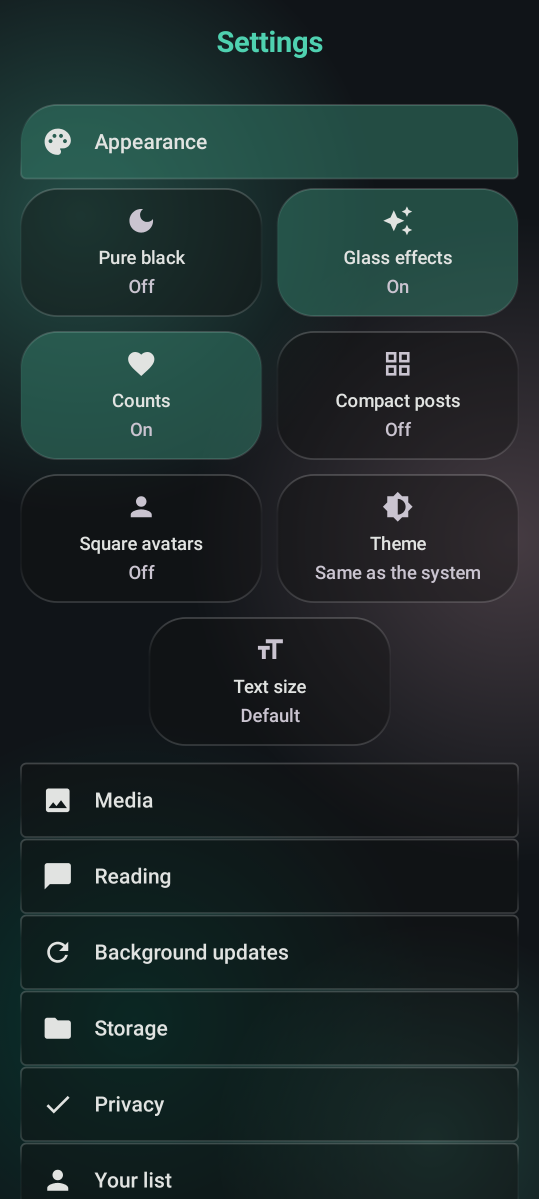 Settings
Appearance
Pure black
Off
Glass effects
On
Counts
On
Compact posts
Off
Square avatars
Off
Theme
Same as the system
Text size
Default
Media
Reading
Background updates
Storage
Privacy
Your list